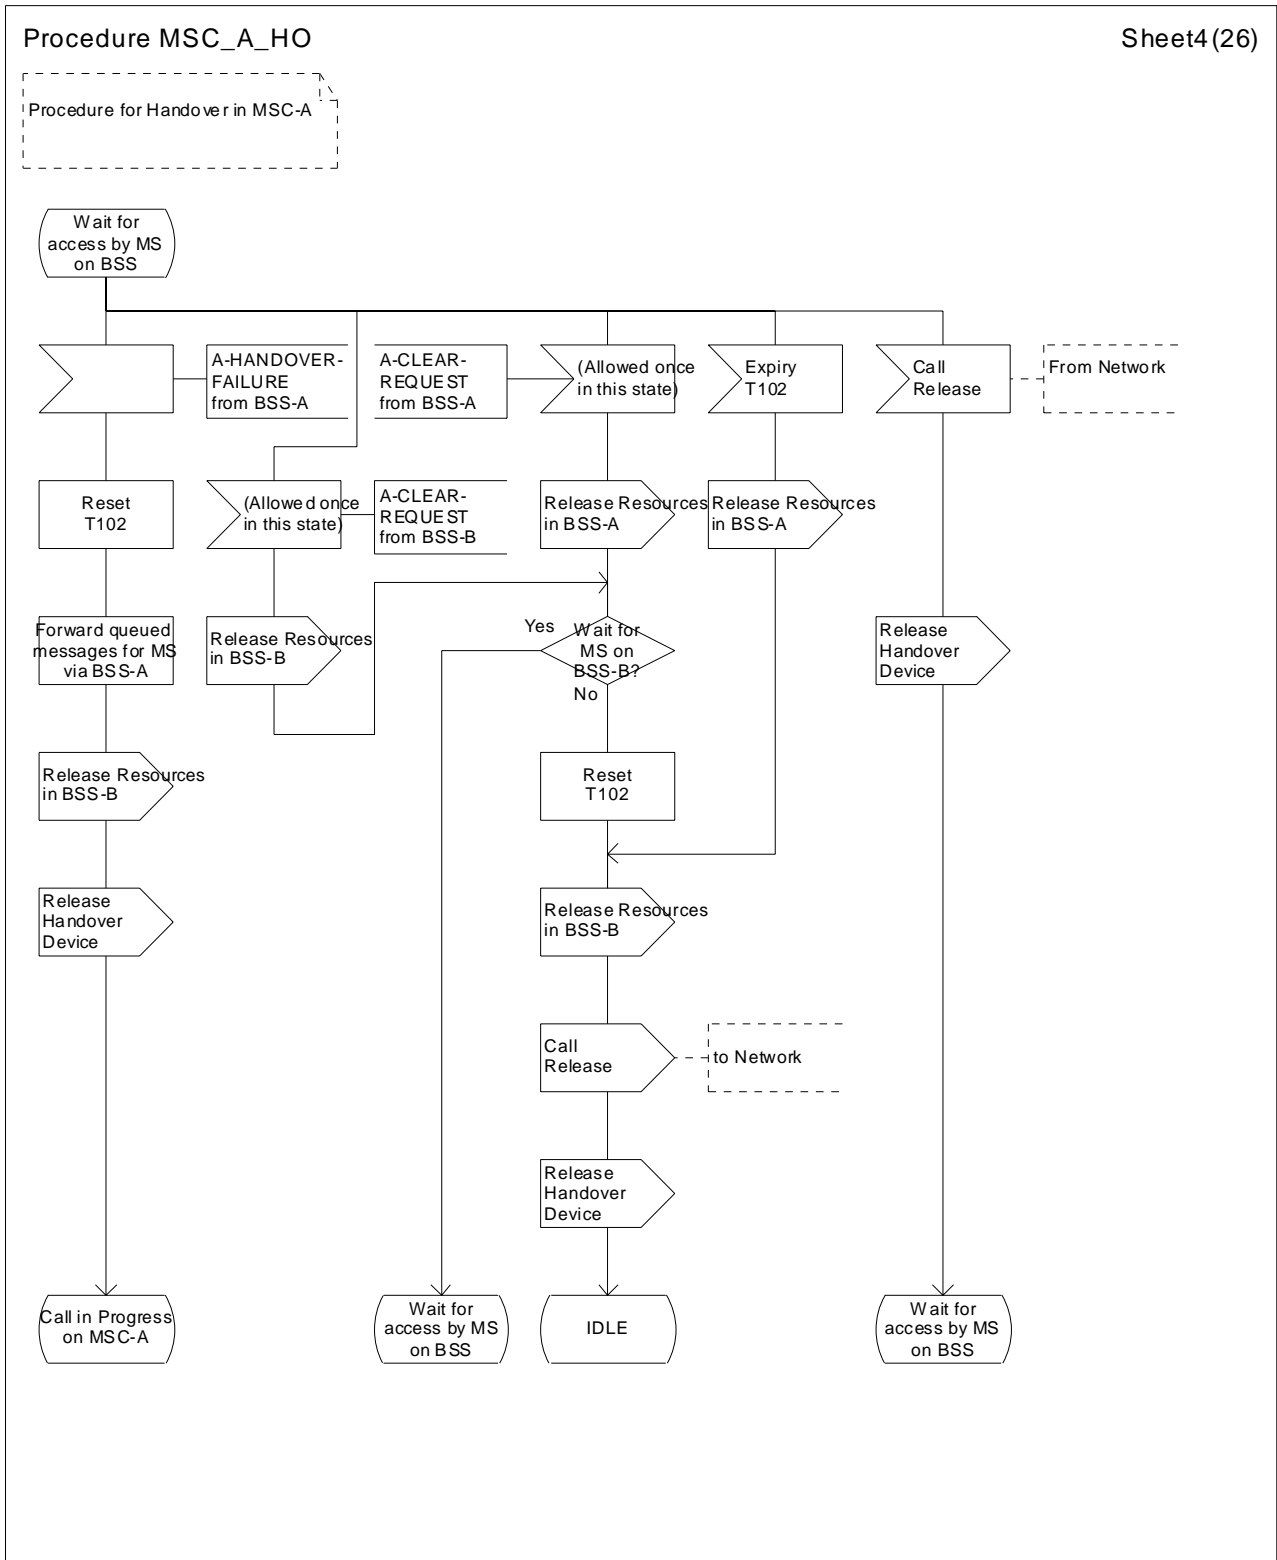 Procedure MSC_A_HO
Sheet4(26)
Procedure for Handover in MSC-A
Wait for
access by MS
on BSS
A-HANDOVER-
FAILURE
from BSS-A
A-CLEAR-
REQUEST
from BSS-A
(Allowed once
in this state)
Expiry
T102
Call
Release
From Network
Reset
T102
(Allowed once
in this state)
A-CLEAR-
REQUEST
from BSS-B
Release Resources
in BSS-A
Release Resources
in BSS-A
Forward queued
messages for MS
via BSS-A
Release Resources
in BSS-B
Yes
Wait for
MS on
BSS-B?
No
Release
Handover
Device
Release Resources
in BSS-B
Reset
T102
Release
Handover
Device
Release Resources
in BSS-B
Call
Release
to Network
Release
Handover
Device
Call in Progress
on MSC-A
Wait for
access by MS
on BSS
IDLE
Wait for
access by MS
on BSS